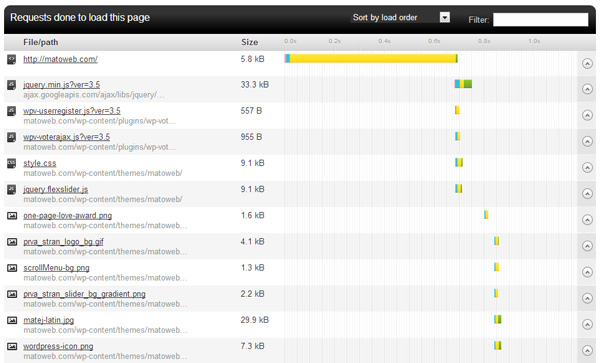 Requests done to load this page
Sort by load order
Filter:
File/path Size 0.0s 0.2s 0.4s 0.6s 0.8s 1.0s
http://matoweb.com/ 5.8 kB
jquery.min.js?ver=3.5 33.3 kB
ajax.googleapis.com/ajax/libs/jquery/...
wpv-userregister.js?ver=3.5 557 B
matoweb.com/wp-content/plugins/wp-vot...
wpv-voterajax.js?ver=3.5 955 B
matoweb.com/wp-content/plugins/wp-vot...
style.css 9.1 kB
matoweb.com/wp-content/themes/matoweb/
jquery.flexslider.js 9.1 kB
matoweb.com/wp-content/themes/matoweb/
one-page-love-award.png 1.6 kB
matoweb.com/wp-content/themes/matoweb...
prva_stran_logo_bg.gif 4.1 kB
matoweb.com/wp-content/themes/matoweb...
scrollMenu-bg.png 1.3 kB
matoweb.com/wp-content/themes/matoweb...
prva_stran_slider_bg_gradient.png 2.2 kB
matoweb.com/wp-content/themes/matoweb...
matej-latin.jpg 29.9 kB
matoweb.com/wp-content/themes/matoweb...
wordpress-icon.png 7.3 kB
matoweb.com/wp-content/themes/matoweb...